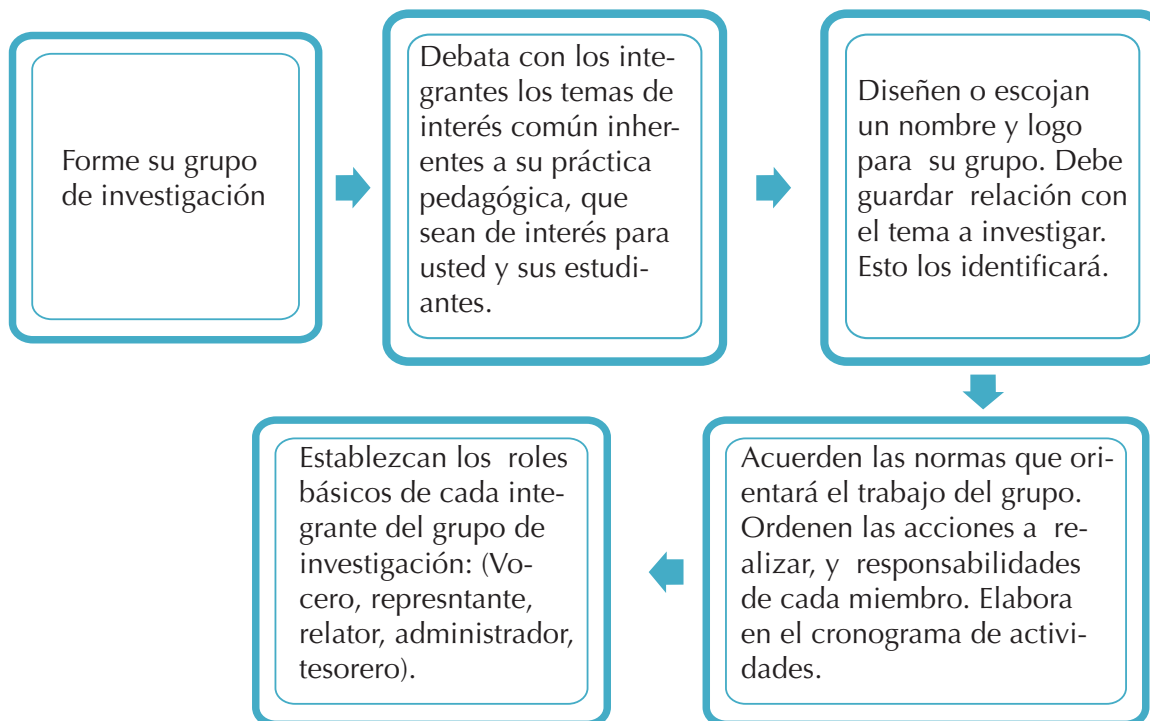 Forme su grupo
de investigación
Debata con los inte-
grantes los temas de
interés común inher-
entes a su práctica
pedagógica, que
sean de interés para
usted y sus estudi-
antes.
Diseñen o escojan
un nombre y logo
para su grupo. Debe
guardar relación con
el tema a investigar.
Esto los identificará.
Acuerden las normas que ori-
entará el trabajo del grupo.
Ordenen las acciones a re-
alizar, y responsabilidades
de cada miembro. Elabora
en el cronograma de activi-
dades.
Establezcan los roles
básicos de cada inte-
grante del grupo de
investigación: (Vo-
cero, represntante,
relator, administrador,
tesorero).